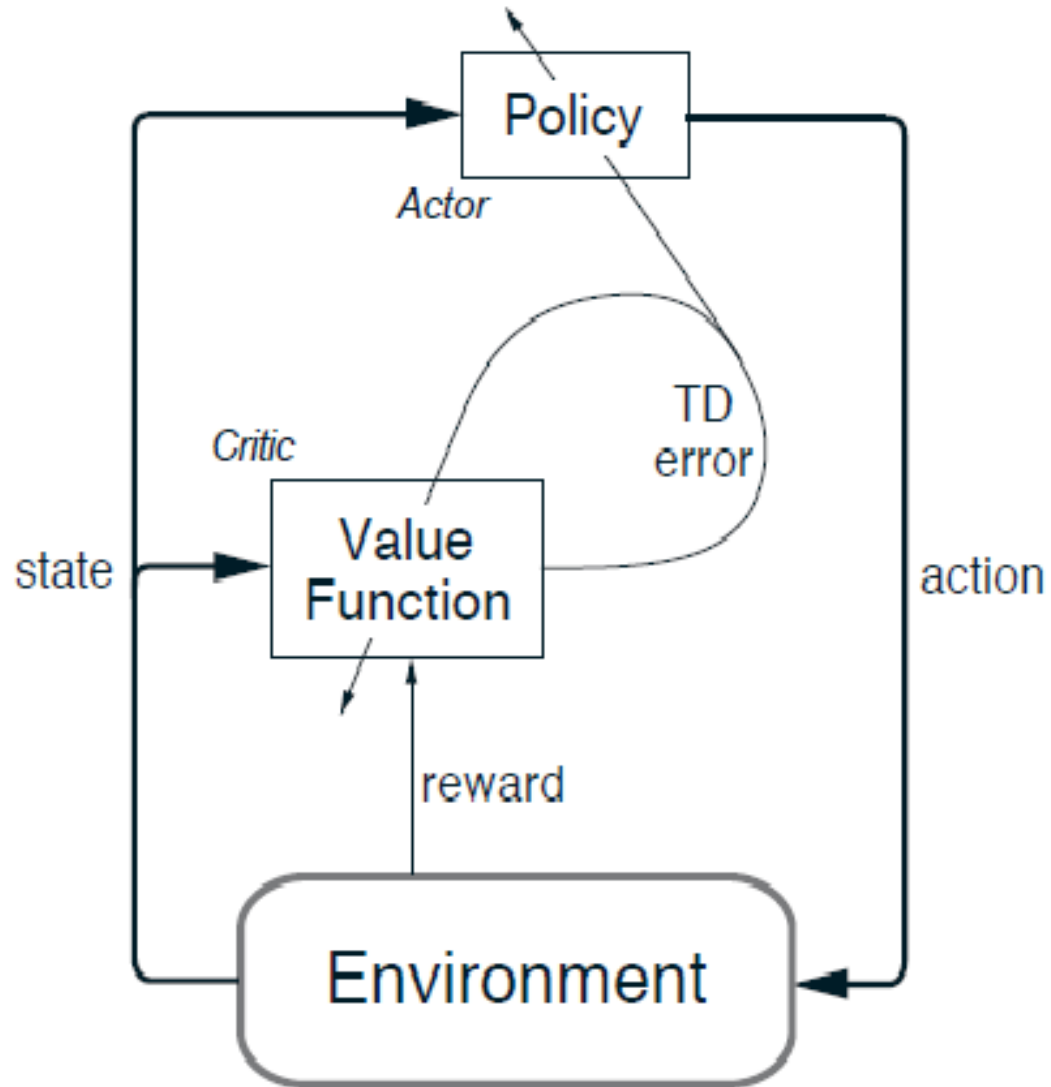 Policy
Actor
TD
error
Critic
Value
Function
state
action
reward
Environment